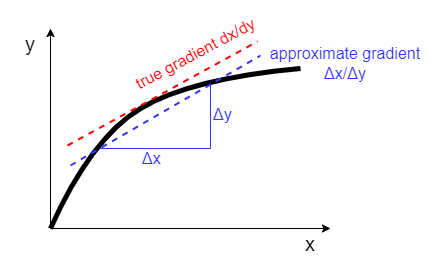 y
true gradient dx/dy
approximate gradient
Δx/Δy
Δy
Δx
x